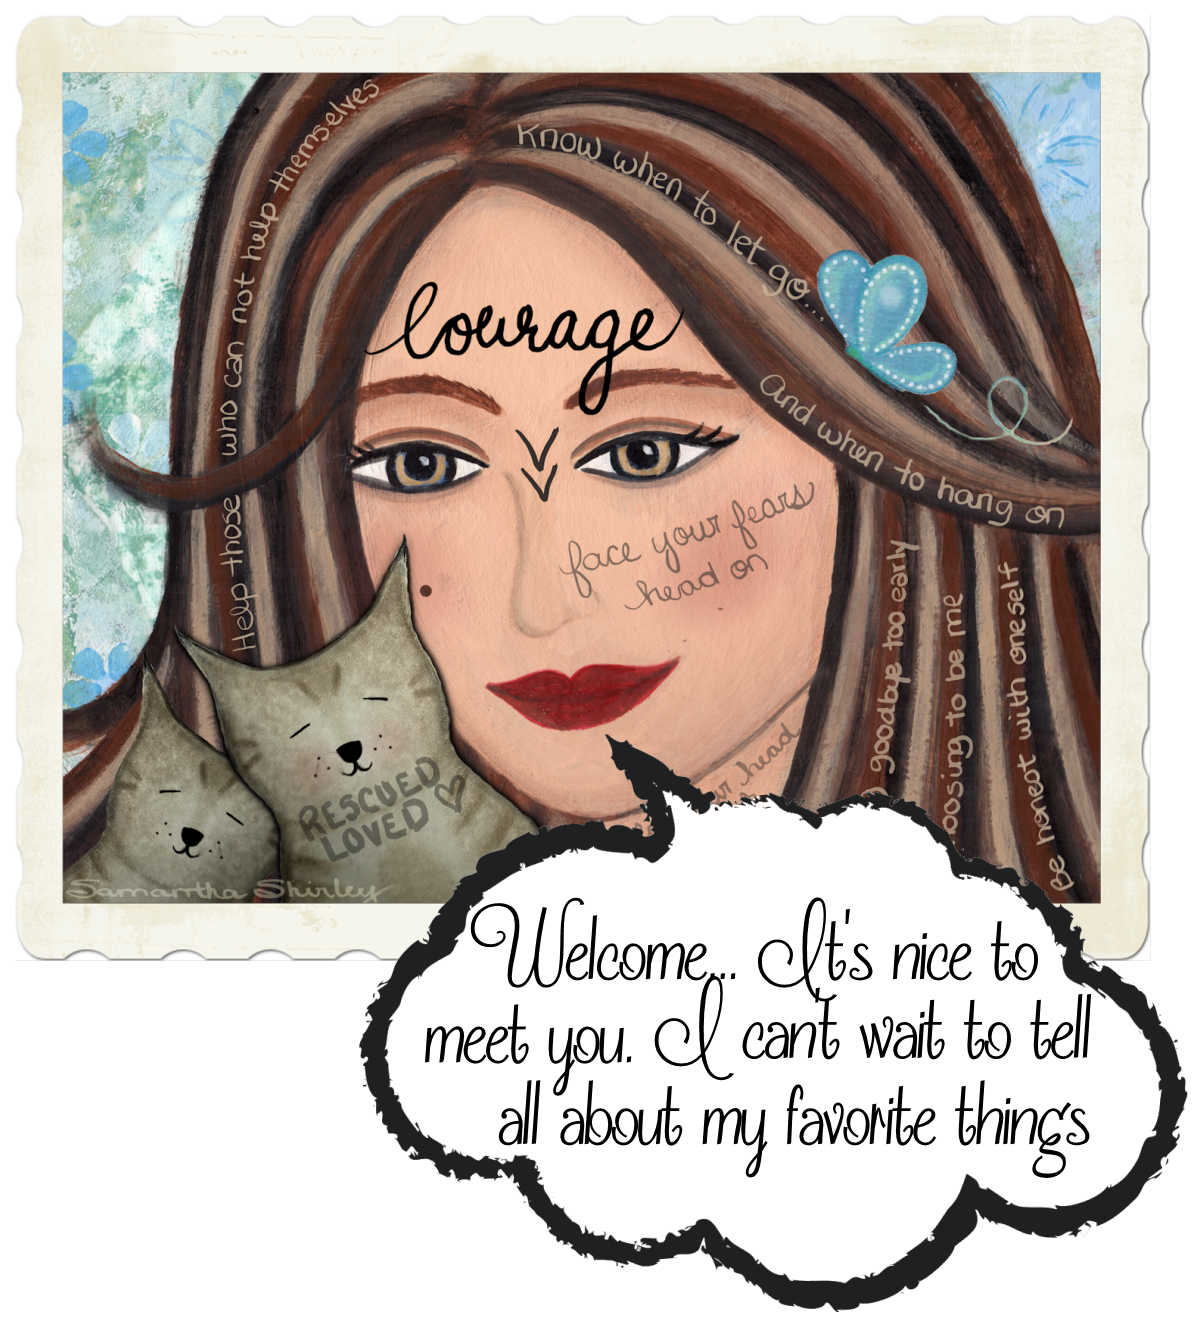 Help those who can not help themselves
Know when to let go...
And when to hang on
Courage
face your fears
head on
goodbye too early
to be me
Be honest with oneself
head
RESCUED
LOVED
Samantha Shirley
Welcome... It's nice to
meet you. I can't wait to tell
all about my favorite things